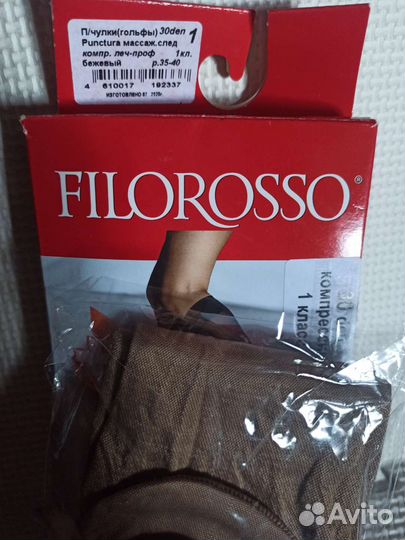 П/чулки(гольфы) 30den
Punctura массаж.след 1
компр. леч-проф 1кл.
бежевый р.35-40
4 610017 192337
FILOROSSO®
компрес
1 клас
Avito